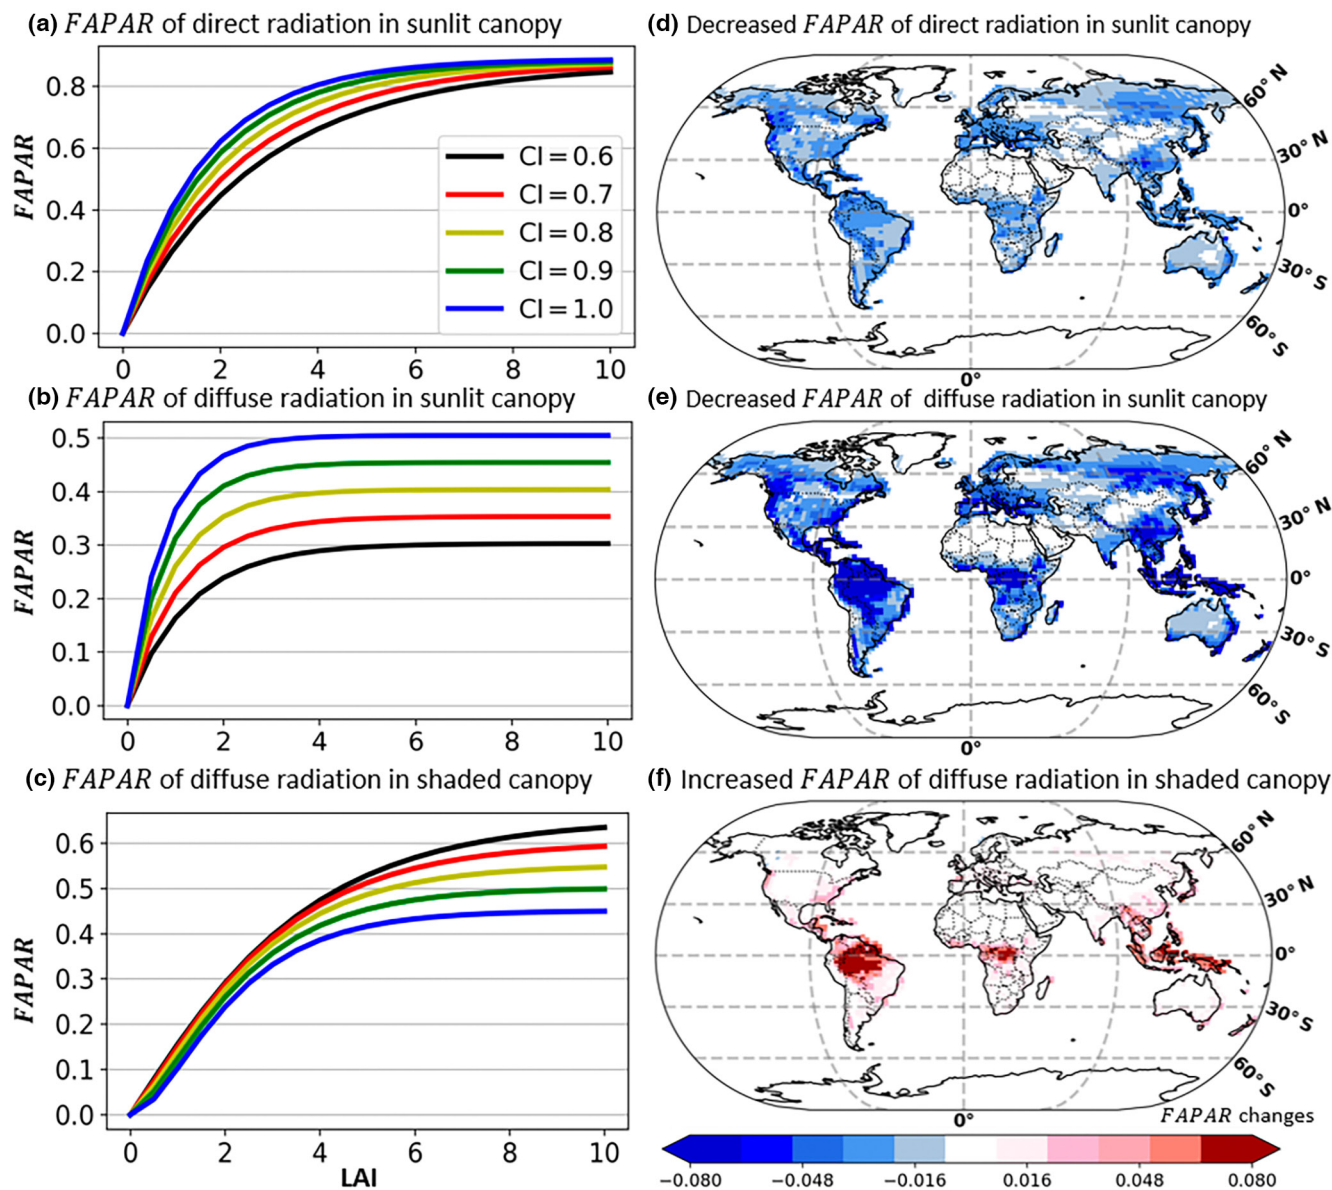 (a) FAPAR of direct radiation in sunlit canopy
FAPAR
0.8
0.6
0.4
0.2
0.0
CI = 0.6
CI = 0.7
CI = 0.8
CI = 0.9
CI = 1.0
0 2 4 6 8 10
(d) Decreased FAPAR of direct radiation in sunlit canopy
60° N
30° N
0°
30° S
60° S
0°
(b) FAPAR of diffuse radiation in sunlit canopy
FAPAR
0.5
0.4
0.3
0.2
0.1
0.0
0 2 4 6 8 10
(e) Decreased FAPAR of diffuse radiation in sunlit canopy
60° N
30° N
0°
30° S
60° S
0°
(c) FAPAR of diffuse radiation in shaded canopy
FAPAR
0.6
0.5
0.4
0.3
0.2
0.1
0.0
0 2 4 6 8 10
LAI
(f) Increased FAPAR of diffuse radiation in shaded canopy
60° N
30° N
0°
30° S
60° S
0°
FAPAR changes
−0.080 −0.048 −0.016 0.016 0.048 0.080